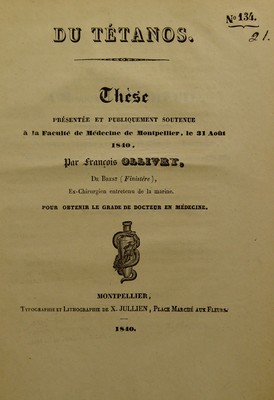 N° 134.
21.
DU TÉTANOS.
Thèse
PRÉSENTÉE ET PUBLIQUEMENT SOUTENUE
à la Faculté de Médecine de Montpellier, le 31 Août
1840,
Par François OLLIVRY,
De Brest (Finistère),
Ex-Chirurgien entretenu de la marine.
POUR OBTENIR LE GRADE DE DOCTEUR EN MÉDECINE.
MONTPELLIER,
Typographie et Lithographie de X. JULLIEN, Place Marché aux Fleurs.
1840.